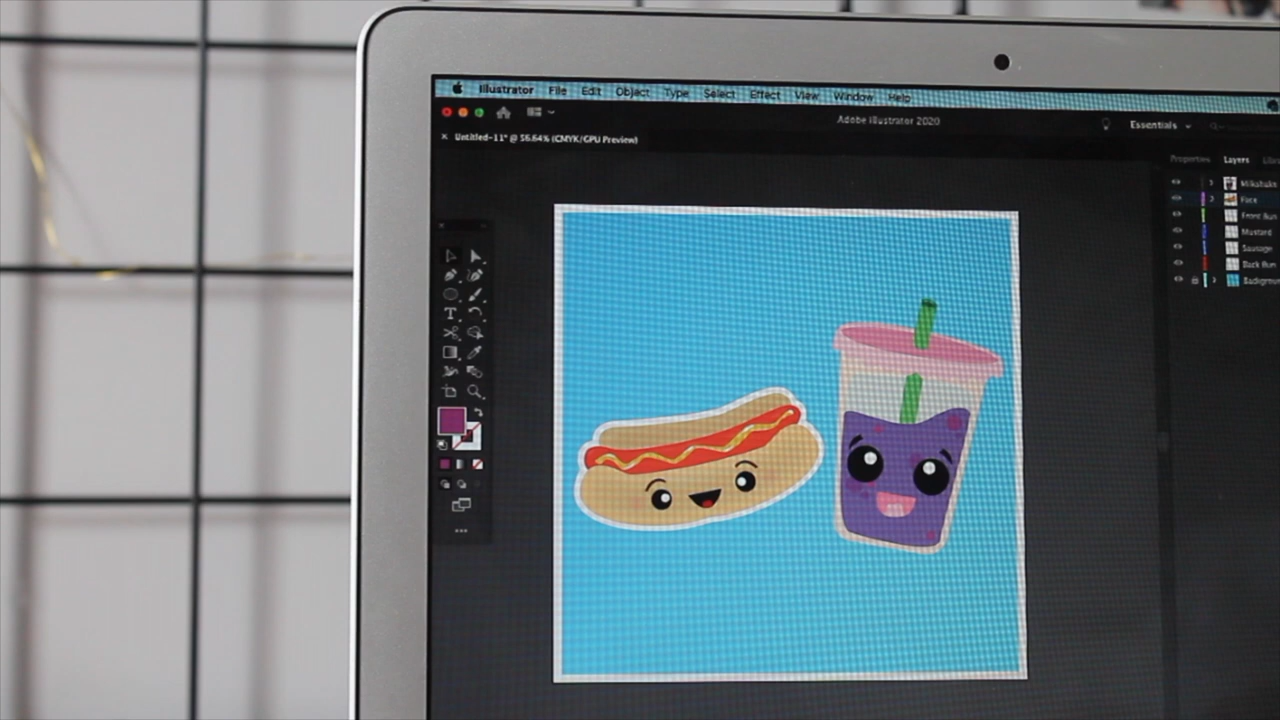 Illustrator File Edit Object Type Select Effect View Window Help
Adobe Illustrator 2020
Essentials
× Untitled-11* @ 56.64% (CMYK/GPU Preview)
Properties Layers
Milkshake
Face
Front Bun
Mustard
Sausage
Back Bun
Backgroun